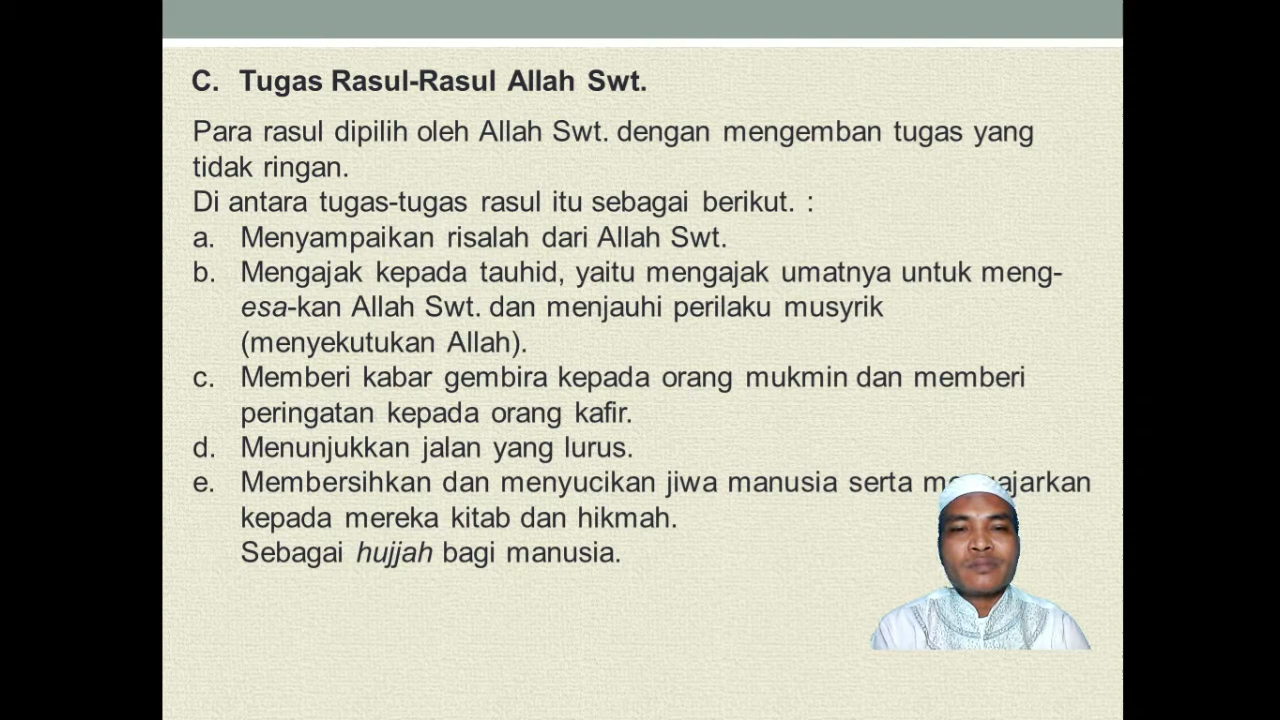 C. Tugas Rasul-Rasul Allah Swt.
Para rasul dipilih oleh Allah Swt. dengan mengemban tugas yang
tidak ringan.
Di antara tugas-tugas rasul itu sebagai berikut. :
a. Menyampaikan risalah dari Allah Swt.
b. Mengajak kepada tauhid, yaitu mengajak umatnya untuk meng-
esa-kan Allah Swt. dan menjauhi perilaku musyrik
(menyekutukan Allah).
c. Memberi kabar gembira kepada orang mukmin dan memberi
peringatan kepada orang kafir.
d. Menunjukkan jalan yang lurus.
e. Membersihkan dan menyucikan jiwa manusia serta
kepada mereka kitab dan hikmah.
Sebagai hujjah bagi manusia.